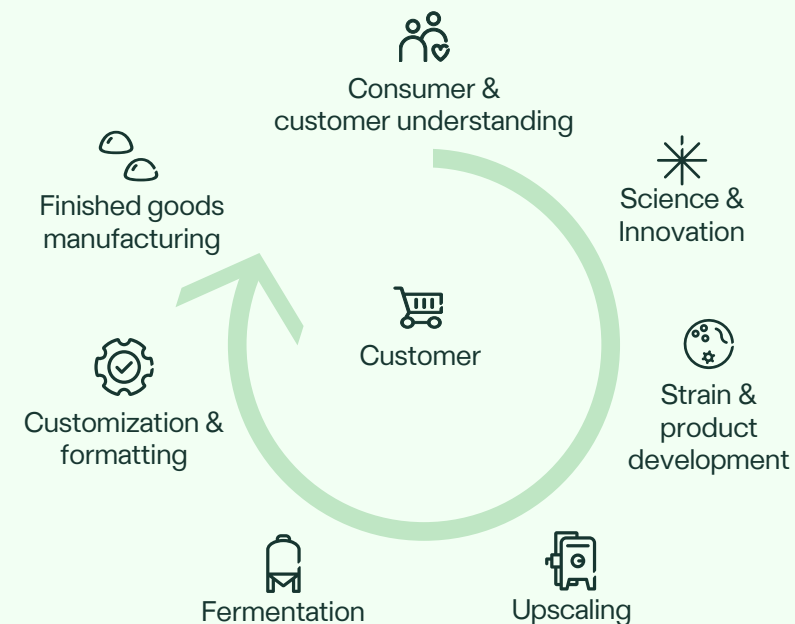 Consumer &
customer understanding
Science &
Innovation
Strain &
product
development
Upscaling
Fermentation
Customization &
formatting
Finished goods
manufacturing
Customer